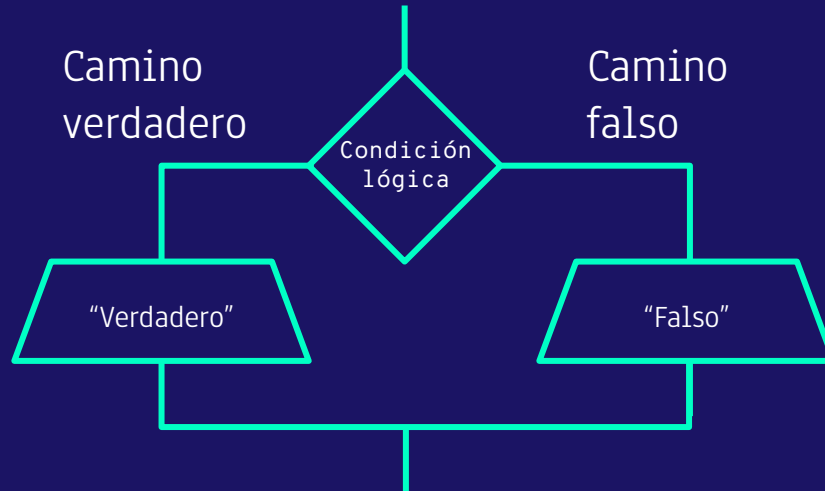 Camino
verdadero
Camino
falso
Condición
lógica
“Verdadero”
“Falso”